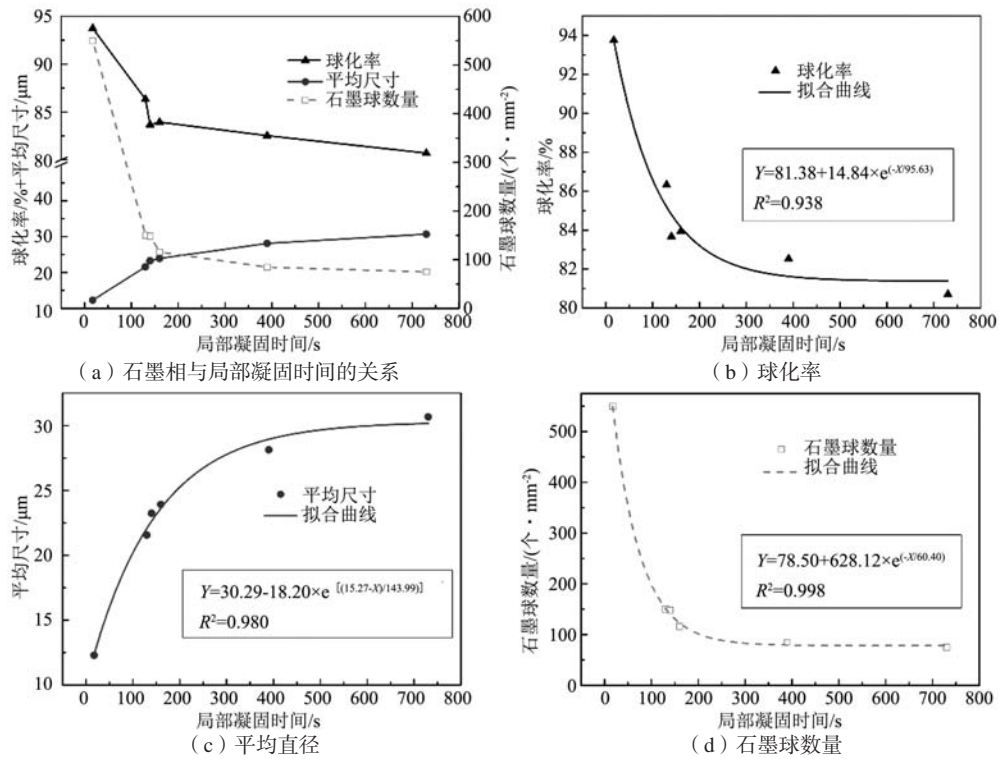 95
90
85
80
40
30
20
10
球化率/%+平均尺寸/μm
球化率
平均尺寸
石墨球数量
600
500
400
300
200
100
0
石墨球数量/(个·mm⁻²)
0 100 200 300 400 500 600 700 800
局部凝固时间/s
（a）石墨相与局部凝固时间的关系
94
92
90
88
86
84
82
80
球化率/%
球化率
拟合曲线
Y=81.38+14.84×e(-X/95.63)
R²=0.938
0 100 200 300 400 500 600 700 800
局部凝固时间/s
（b）球化率
30
25
20
15
10
平均尺寸/μm
平均尺寸
拟合曲线
Y=30.29-18.20×e [((15.27-X)/143.99)]
R²=0.980
0 100 200 300 400 500 600 700 800
局部凝固时间/s
（c）平均直径
500
400
300
200
100
0
石墨球数量/(个·mm⁻²)
石墨球数量
拟合曲线
Y=78.50+628.12×e(-X/60.40)
R²=0.998
0 100 200 300 400 500 600 700 800
局部凝固时间/s
（d）石墨球数量